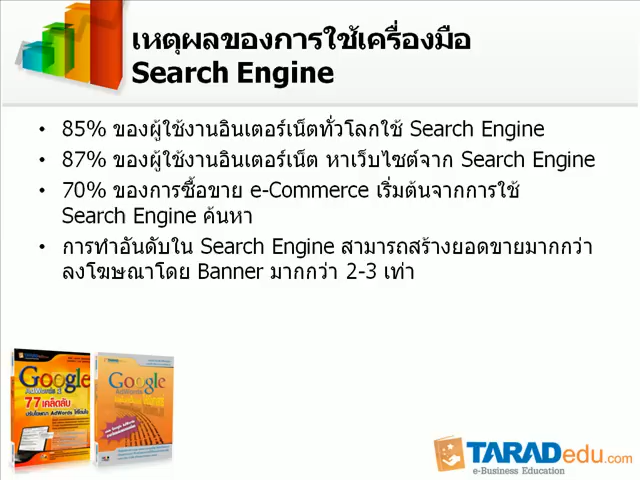 เหตุผลของการใช้เครื่องมือ
Search Engine
• 85% ของผู้ใช้งานอินเตอร์เน็ตทั่วโลกใช้ Search Engine
• 87% ของผู้ใช้งานอินเตอร์เน็ต หาเว็บไซต์จาก Search Engine
• 70% ของการซื้อขาย e-Commerce เริ่มต้นจากการใช้
Search Engine ค้นหา
• การทำอันดับใน Search Engine สามารถสร้างยอดขายมากกว่า
ลงโฆษณาโดย Banner มากกว่า 2-3 เท่า
Google
AdWords
77 เคล็ดลับ
Google
AdWords
TARADedu.com
e-Business Education